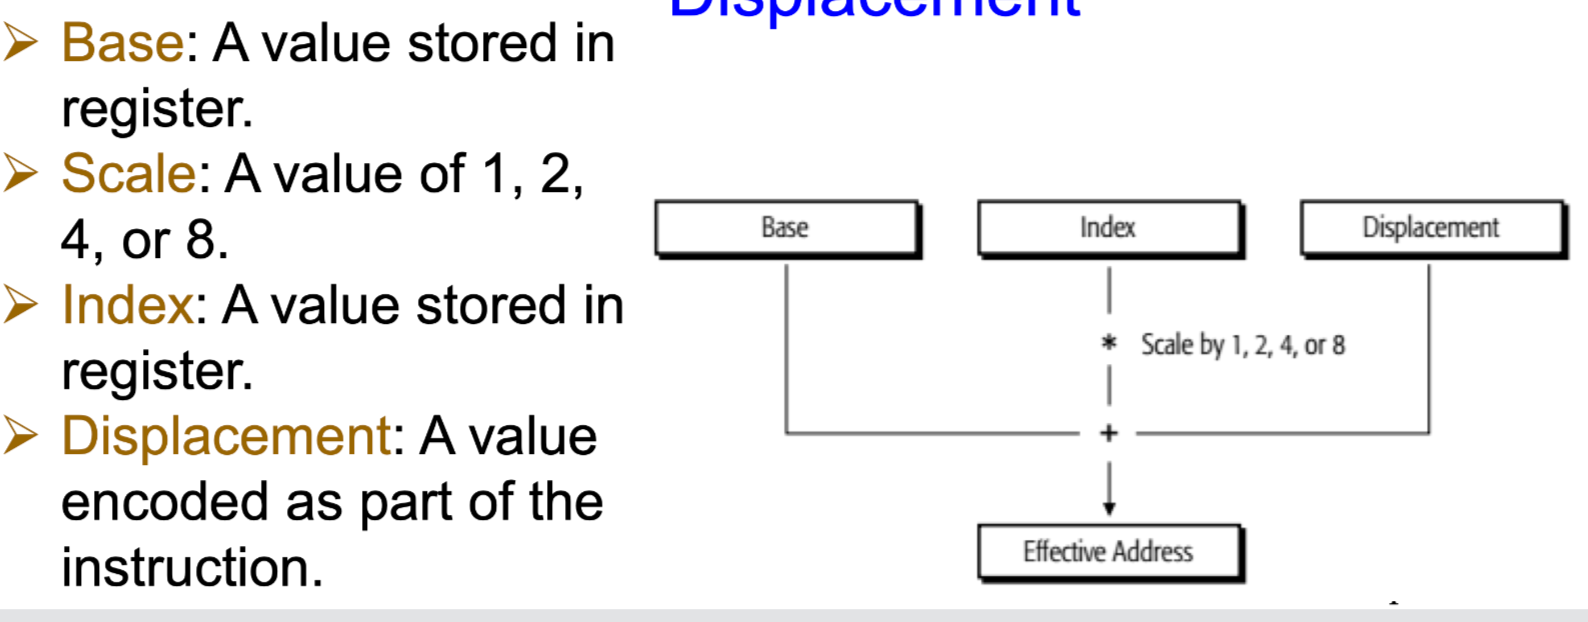 Displacement
➢ Base: A value stored in
register.
➢ Scale: A value of 1, 2,
4, or 8.
➢ Index: A value stored in
register.
➢ Displacement: A value
encoded as part of the
instruction.
Base
Index
Displacement
* Scale by 1, 2, 4, or 8
+
Effective Address